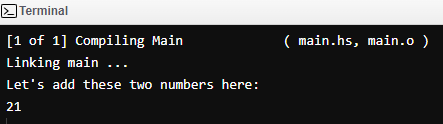 Terminal
[1 of 1] Compiling Main             ( main.hs, main.o )
Linking main ...
Let's add these two numbers here:
21